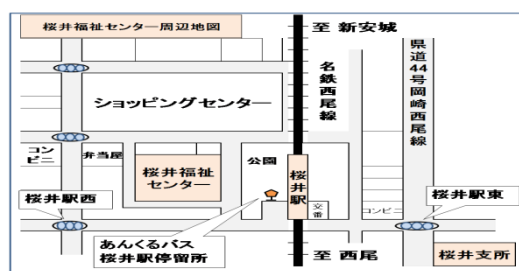 桜井福祉センター周辺地図
至 新安城
名鉄西尾線
県道44号岡崎西尾線
ショッピングセンター
コン
ビニ
弁当屋
桜井福祉
センター
公園
桜井駅
交番
コンビニ
桜井駅西
桜井駅東
あんくるバス
桜井駅停留所
至 西尾
桜井支所